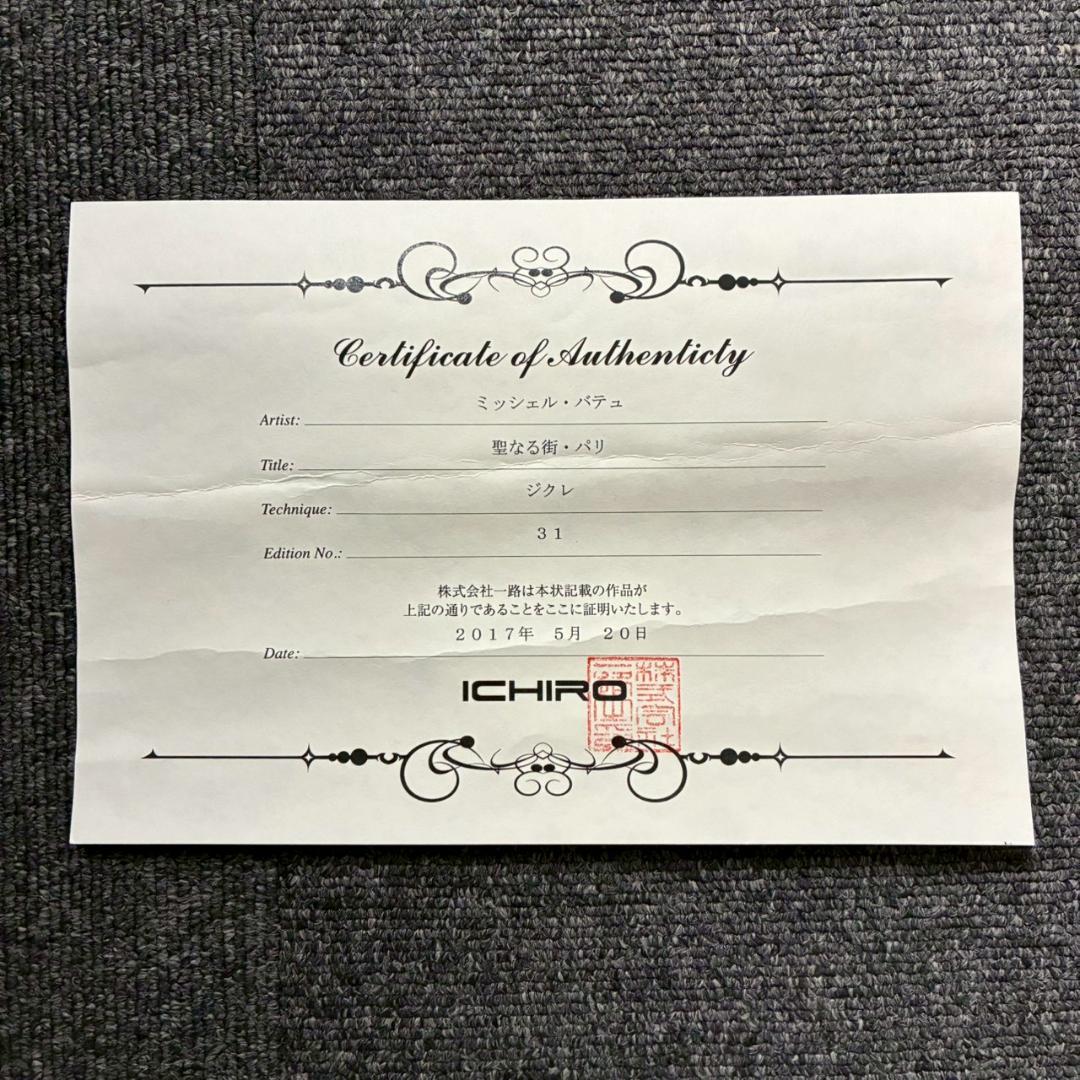 Certificate of Authenticty
Artist: ミッシェル・バテュ
Title: 聖なる街・パリ
Technique: ジクレ
Edition No.: 31
株式会社一路は本状記載の作品が
上記の通りであることをここに証明いたします。
Date: 2017年 5月 20日
ICHIRO